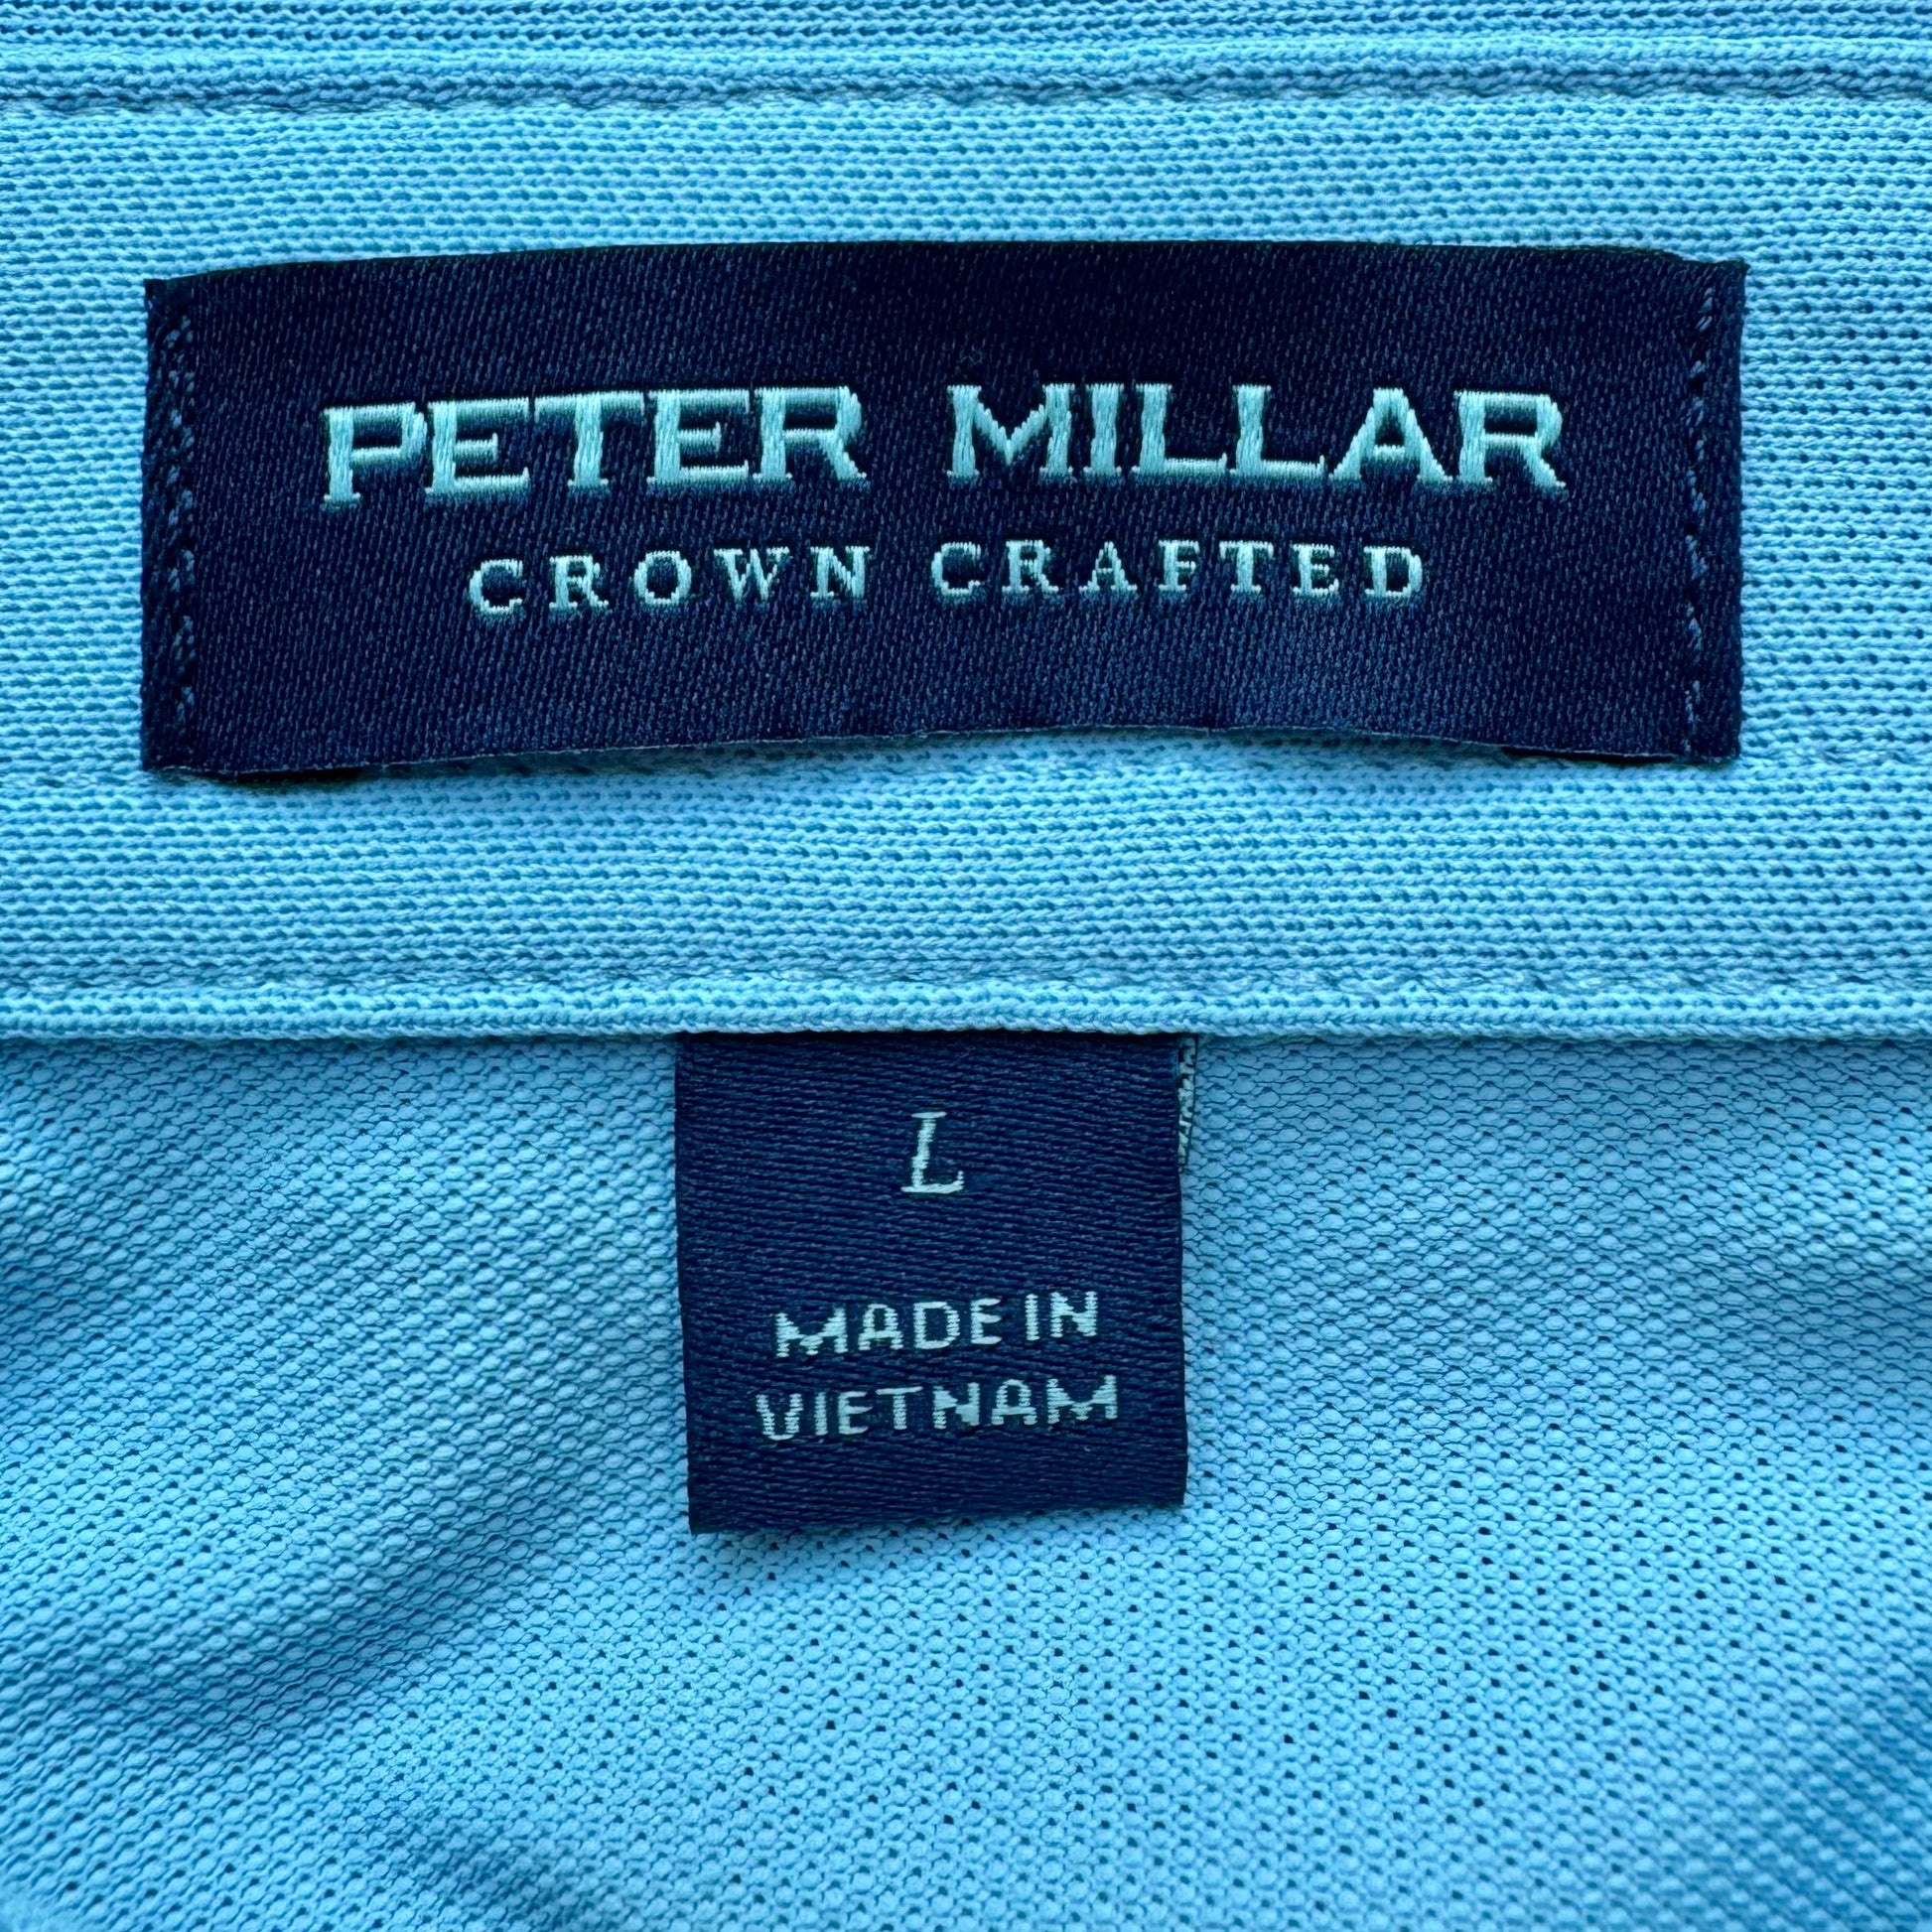 PETER MILLAR
CROWN CRAFTED
L
MADE IN
VIETNAM